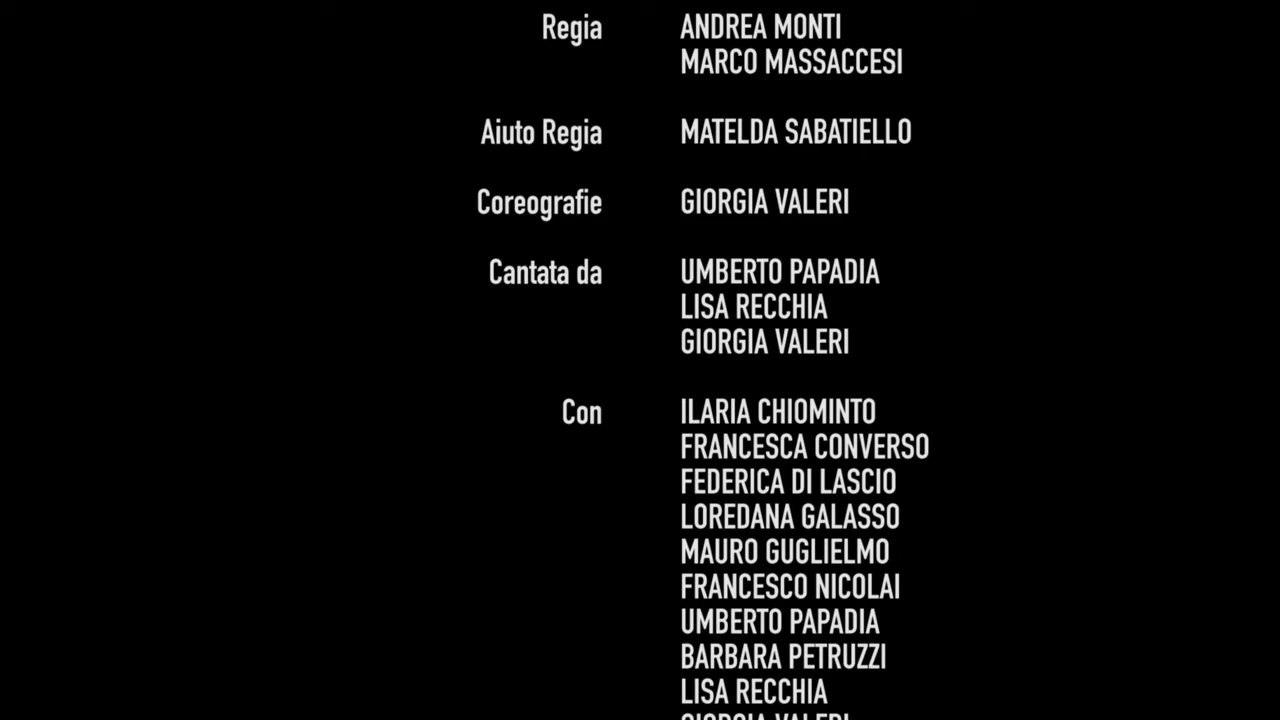 Regia ANDREA MONTI
MARCO MASSACCESI
Aiuto Regia MATELDA SABATIELLO
Coreografie GIORGIA VALERI
Cantata da UMBERTO PAPADIA
LISA RECCHIA
GIORGIA VALERI
Con ILARIA CHIOMINTO
FRANCESCA CONVERSO
FEDERICA DI LASCIO
LOREDANA GALASSO
MAURO GUGLIELMO
FRANCESCO NICOLAI
UMBERTO PAPADIA
BARBARA PETRUZZI
LISA RECCHIA
GIORGIA VALERI